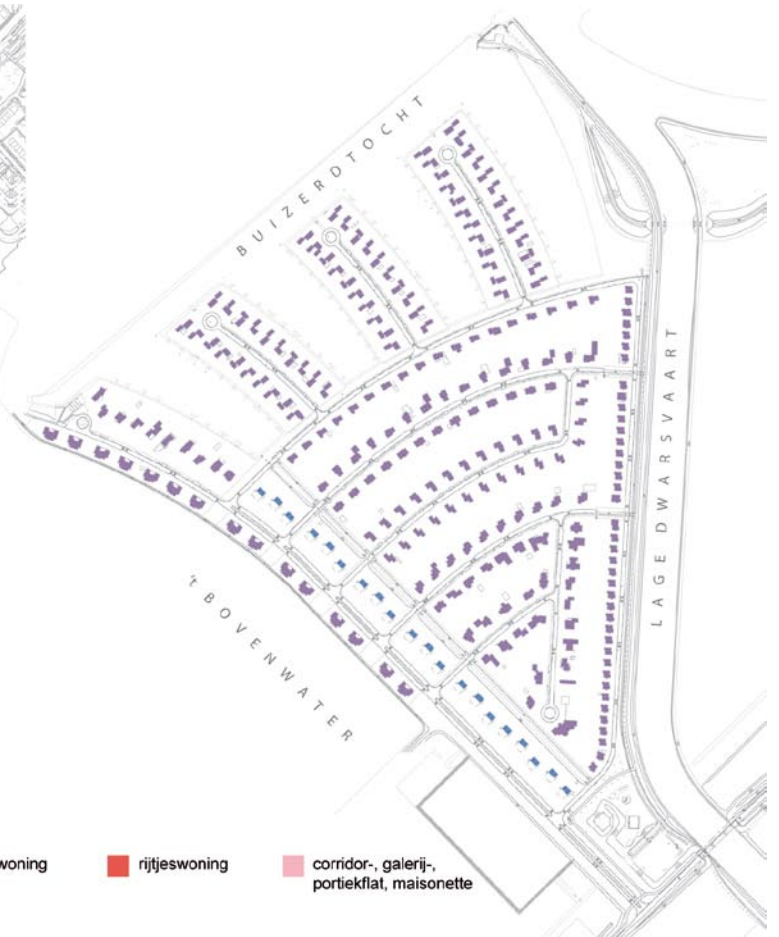 BUIZERDTOCHT
LAGE DWARSVAART
't BOVENWATER
woning
rijtjeswoning
corridor-, galerij-,
portiekflat, maisonette